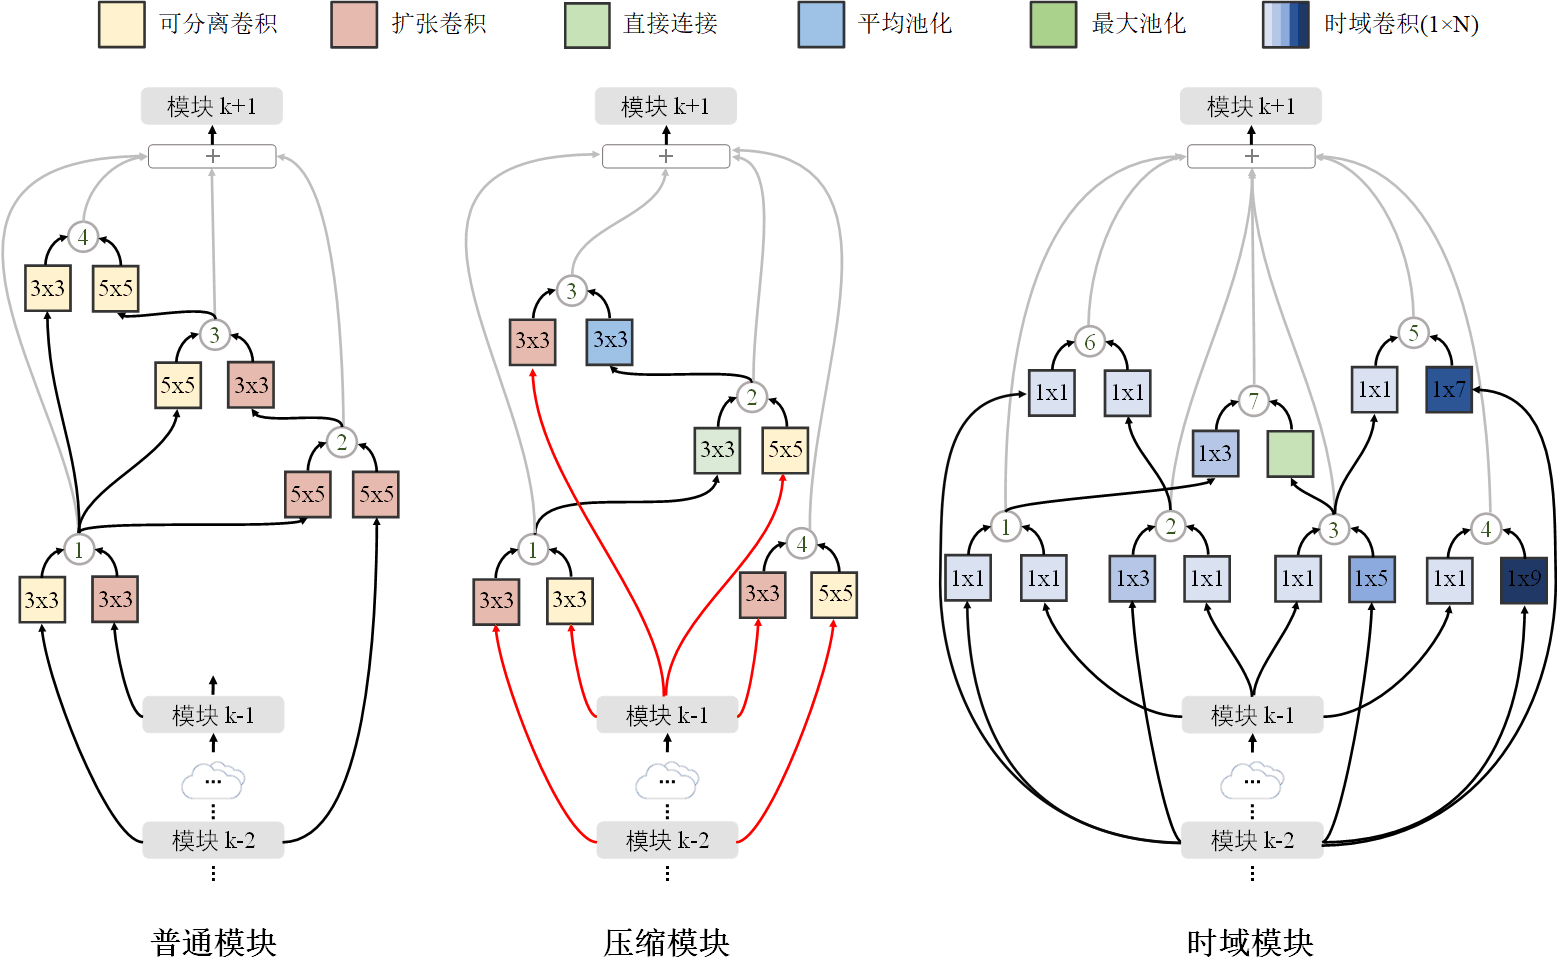 可分离卷积 扩张卷积 直接连接 平均池化 最大池化 时域卷积(1×N)
模块 k+1 模块 k+1 模块 k+1
+ + +
4
3x3 5x5
3
5x5 3x3
2
5x5 5x5
1
3x3 3x3
模块 k-1
...
模块 k-2
普通模块
3
3x3 3x3
2
3x3 5x5
1 4
3x3 3x3 3x3 5x5
模块 k-1
...
模块 k-2
压缩模块
6 5
1x1 1x1 1x1 1x7
7
1x3
1 2 3 4
1x1 1x1 1x3 1x1 1x1 1x5 1x1 1x9
模块 k-1
...
模块 k-2
时域模块